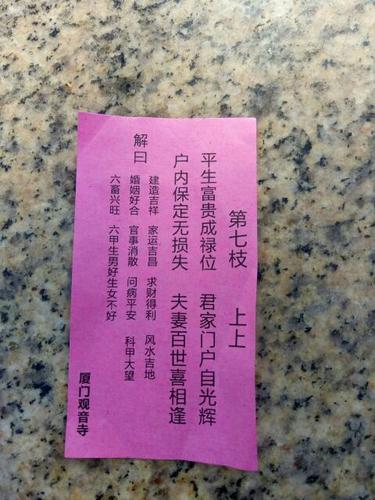 第七枝 上上
平生富贵成禄位 君家门户自光辉
户内保定无损失 夫妻百世喜相逢
解曰
建造吉祥 家运吉昌 求财得利 风水吉地
婚姻好合 官事消散 问病平安 科甲大望
六畜兴旺 六甲生男好生女不好
厦门观音寺